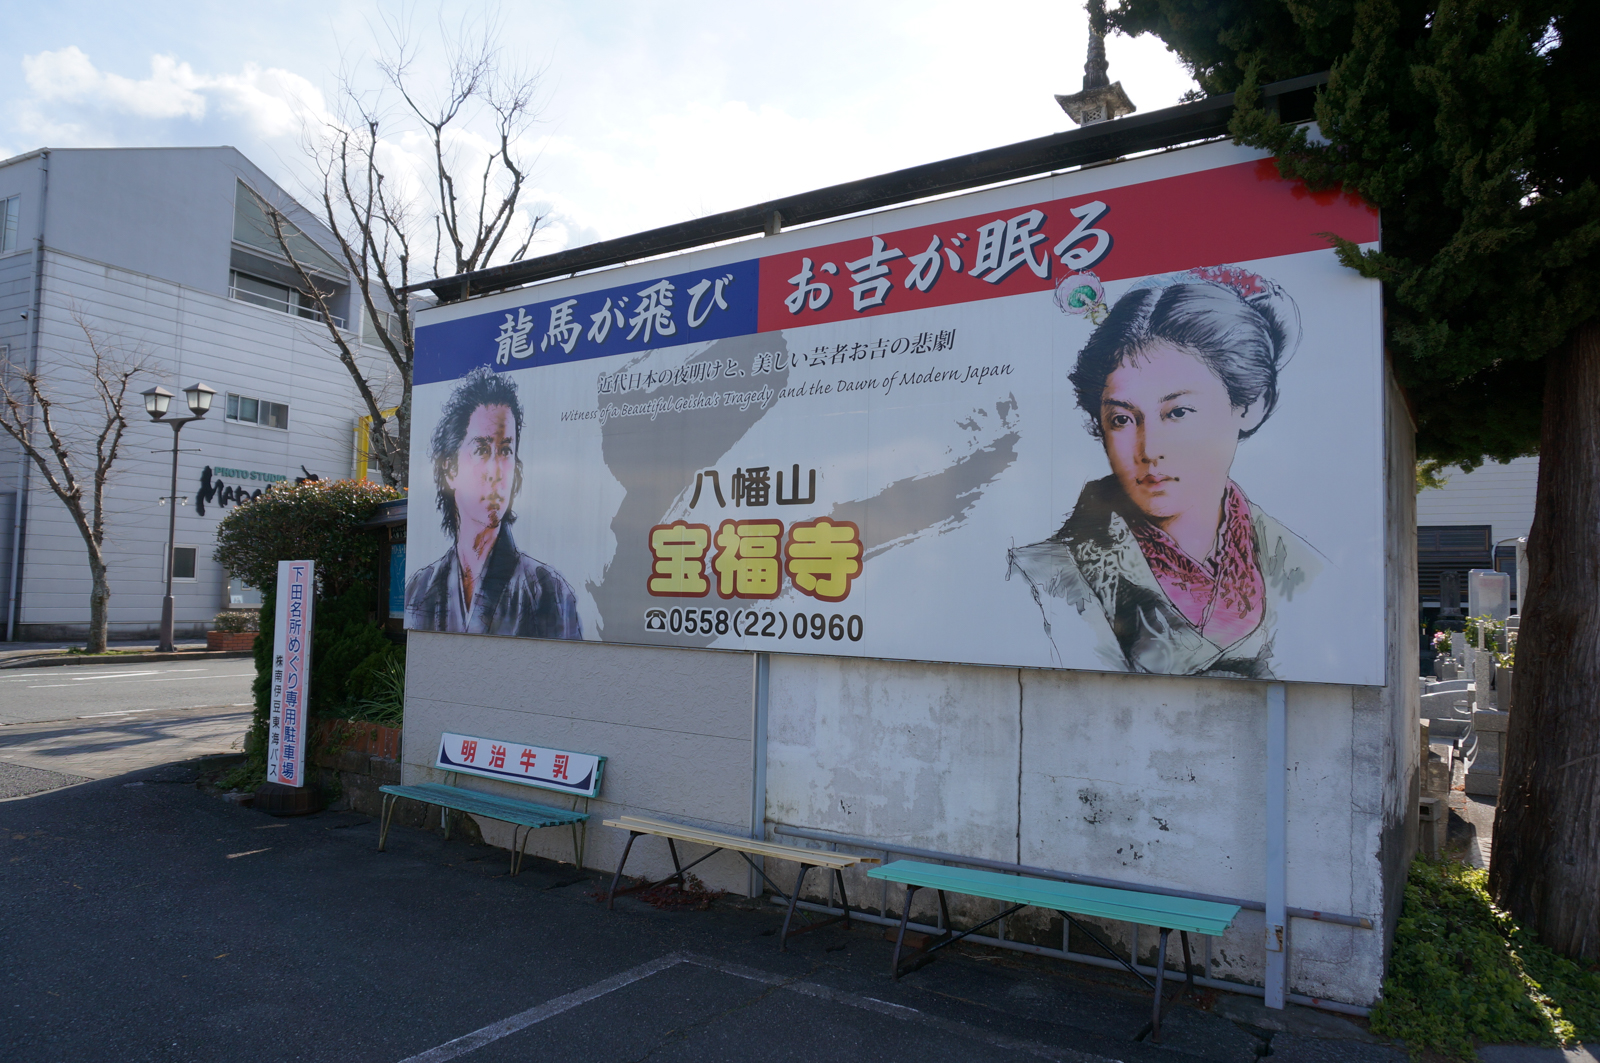 龍馬が飛び お吉が眠る
近代日本の夜明けと、美しい芸者お吉の悲劇
Witness of a Beautiful Geisha's Tragedy and the Dawn of Modern Japan
八幡山
宝福寺
☎0558(22)0960
PHOTO STUDIO
下田名所めぐり専用駐車場
㈱南伊豆東海バス
明治牛乳